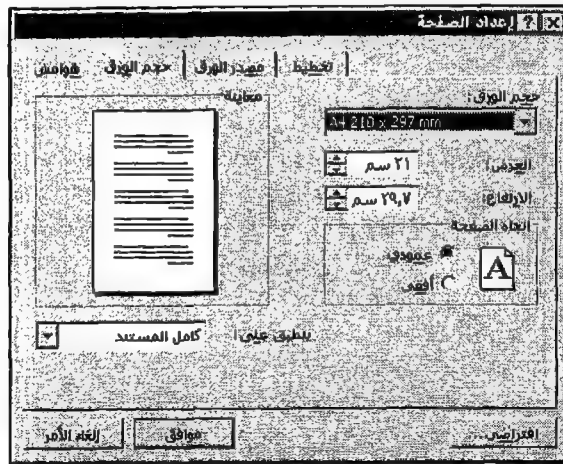 إعداد الصفحة
تخطيط مصدر الورق حجم الورق هوامش
حجم الورق:
معاينة
A4 210 x 297 mm
العرض: ٢١ سم
الارتفاع: ٢٩,٧ سم
اتجاه الصفحة
عمودي
أفقي
A
ينطبق على: كامل المستند
افتراضي موافق إلغاء الأمر